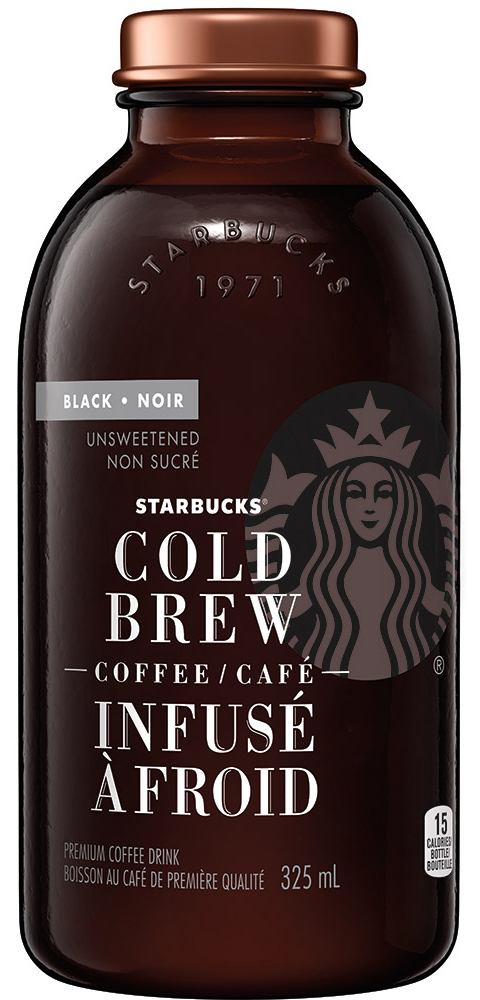 STARBUCKS
1971
BLACK • NOIR
UNSWEETENED
NON SUCRÉ
STARBUCKS®
COLD
BREW
COFFEE / CAFÉ
INFUSÉ
À FROID
®
PREMIUM COFFEE DRINK
BOISSON AU CAFÉ DE PREMIÈRE QUALITÉ 325 mL
15
CALORIES/
BOTTLE/
BOUTEILLE